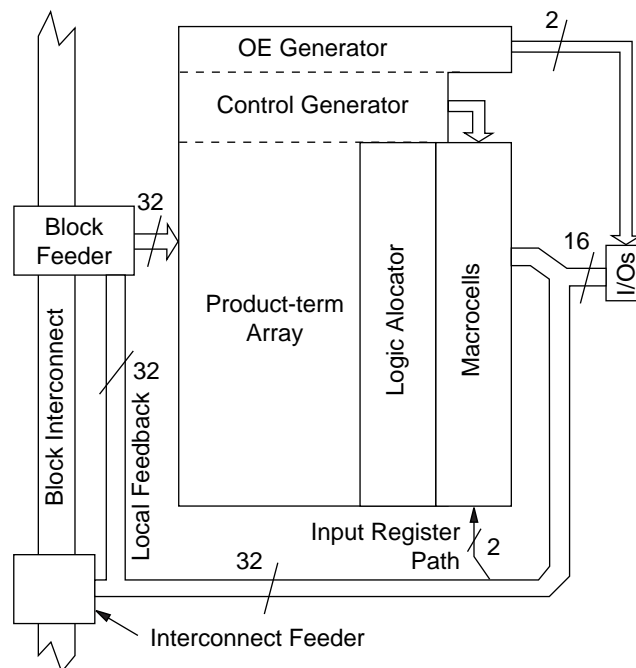 2
OE Generator
Control Generator
32
Block
Feeder
16
I/Os
Product-term
Array
Logic Alocator
Macrocells
32
Local Feedback
Block Interconnect
Input Register
Path
2
32
Interconnect Feeder